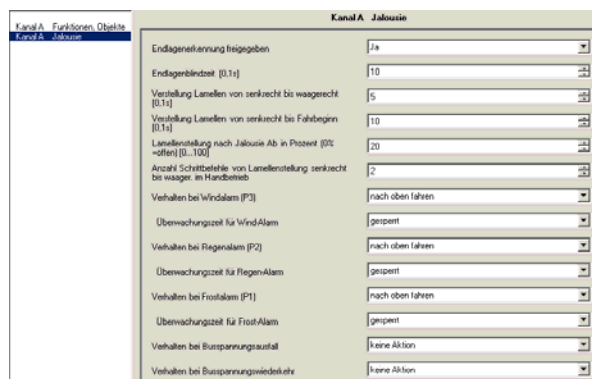 Kanal A Jalousie
Kanal A Funktionen, Objekte
Kanal A Jalousie
Endlagenerkennung freigegeben
Ja
Endlagenblindzeit [0,1s]
10
Verstellung Lamellen von senkrecht bis waagerecht
[0,1s]
5
Verstellung Lamellen von senkrecht bis Fahrbeginn
[0,1s]
10
Lamellenstellung nach Jalousie Ab in Prozent (0%
=offen) [0...100]
20
Anzahl Schrittbefehle von Lamellenstellung senkrecht
bis waager. im Handbetrieb
2
Verhalten bei Windalarm (P3)
nach oben fahren
Überwachungszeit für Wind-Alarm
gesperrt
Verhalten bei Regenalarm (P2)
nach oben fahren
Überwachungszeit für Regen-Alarm
gesperrt
Verhalten bei Frostalarm (P1)
nach oben fahren
Überwachungszeit für Frost-Alarm
gesperrt
Verhalten bei Busspannungsausfall
keine Aktion
Verhalten bei Busspannungswiederkehr
keine Aktion